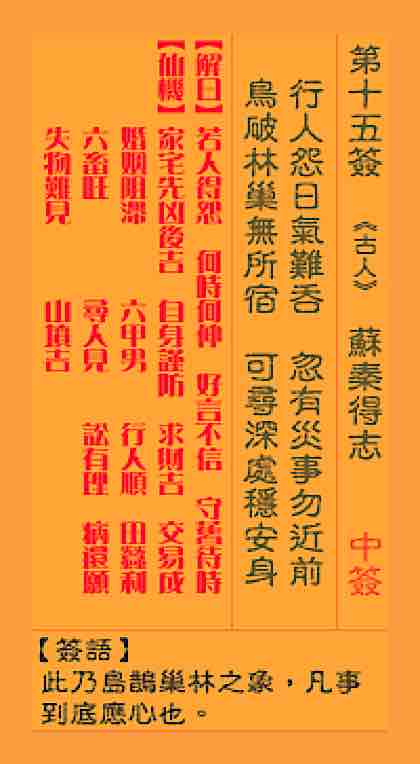 第十五簽 《古人》 蘇秦得志 中簽
行人怨日氣難吞 忽有災事勿近前
鳥破林巢無所宿 可尋深處穩安身
【解曰】若人得怨 何時何伸 好言不信 守舊待時
【仙機】家宅先凶後吉 自身謹防 求財吉 交易成
婚姻阻滯 六甲男 行人順 田蠶利
六畜旺 尋人見 訟有理 病還願
失物難見 山墳吉
【簽語】
此乃鳥鵲巢林之象,凡事
到底應心也。